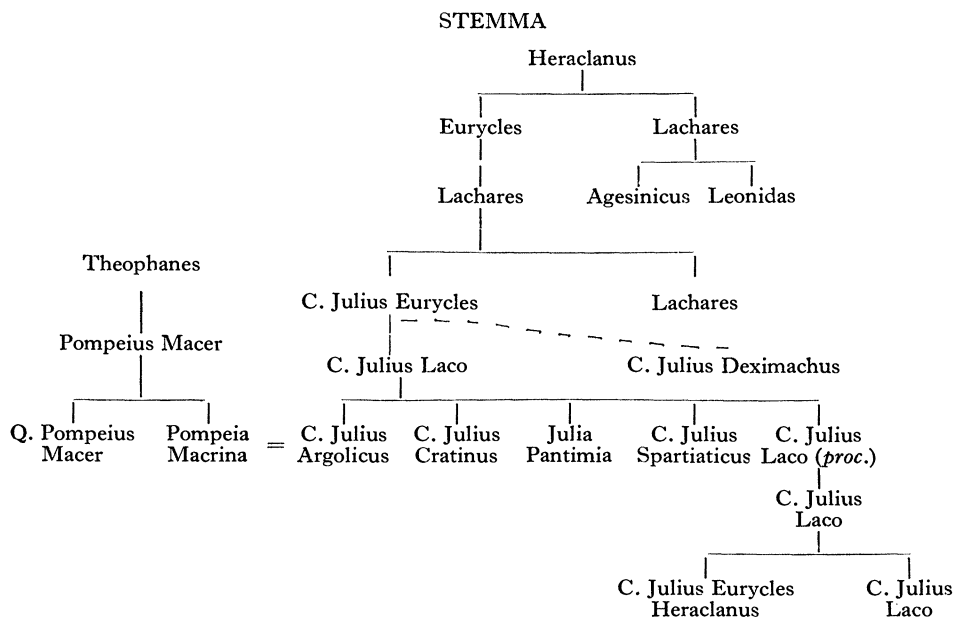 STEMMA
Heraclanus
Eurycles Lachares
Lachares Agesinicus Leonidas
Theophanes
C. Julius Eurycles Lachares
Pompeius Macer
C. Julius Laco C. Julius Deximachus
Q. Pompeius Pompeia = C. Julius C. Julius Julia C. Julius C. Julius
Macer Macrina Argolicus Cratinus Pantimia Spartiaticus Laco (proc.)
C. Julius
Laco
C. Julius Eurycles C. Julius
Heraclanus Laco